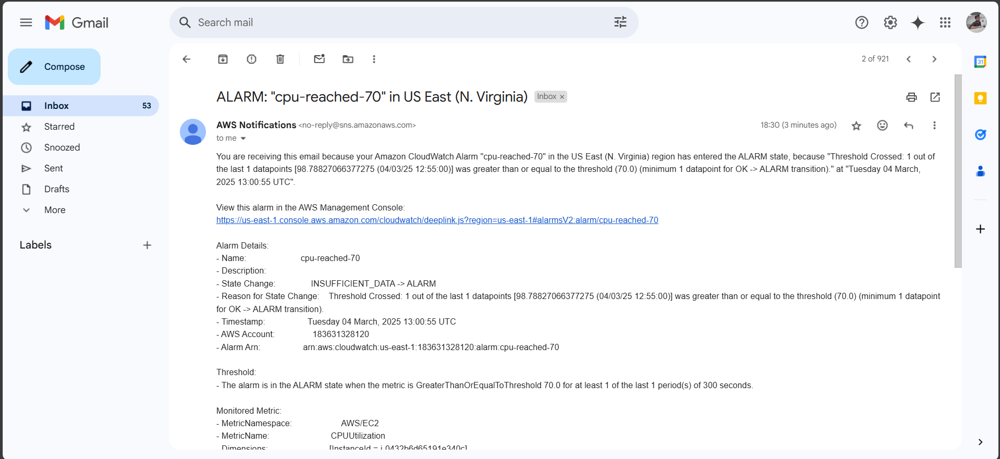 Gmail
Search mail
Compose
2 of 921
Inbox 53
Starred
Snoozed
Sent
Drafts
More
Labels
31
ALARM: "cpu-reached-70" in US East (N. Virginia) Inbox ×
AWS Notifications <no-reply@sns.amazonaws.com> 18:30 (3 minutes ago)
to me
You are receiving this email because your Amazon CloudWatch Alarm "cpu-reached-70" in the US East (N. Virginia) region has entered the ALARM state, because "Threshold Crossed: 1 out of
the last 1 datapoints [98.78827066377275 (04/03/25 12:55:00)] was greater than or equal to the threshold (70.0) (minimum 1 datapoint for OK -> ALARM transition)." at "Tuesday 04 March,
2025 13:00:55 UTC".
View this alarm in the AWS Management Console:
https://us-east-1.console.aws.amazon.com/cloudwatch/deeplink.js?region=us-east-1#alarmsV2:alarm/cpu-reached-70
Alarm Details:
- Name: cpu-reached-70
- Description:
- State Change: INSUFFICIENT_DATA -> ALARM
- Reason for State Change: Threshold Crossed: 1 out of the last 1 datapoints [98.78827066377275 (04/03/25 12:55:00)] was greater than or equal to the threshold (70.0) (minimum 1 datapoint
for OK -> ALARM transition).
- Timestamp: Tuesday 04 March, 2025 13:00:55 UTC
- AWS Account: 183631328120
- Alarm Arn: arn:aws:cloudwatch:us-east-1:183631328120:alarm:cpu-reached-70
Threshold:
- The alarm is in the ALARM state when the metric is GreaterThanOrEqualToThreshold 70.0 for at least 1 of the last 1 period(s) of 300 seconds.
Monitored Metric:
- MetricNamespace: AWS/EC2
- MetricName: CPUUtilization
- Dimensions: [InstanceId = i-0432b6d65191e340c]